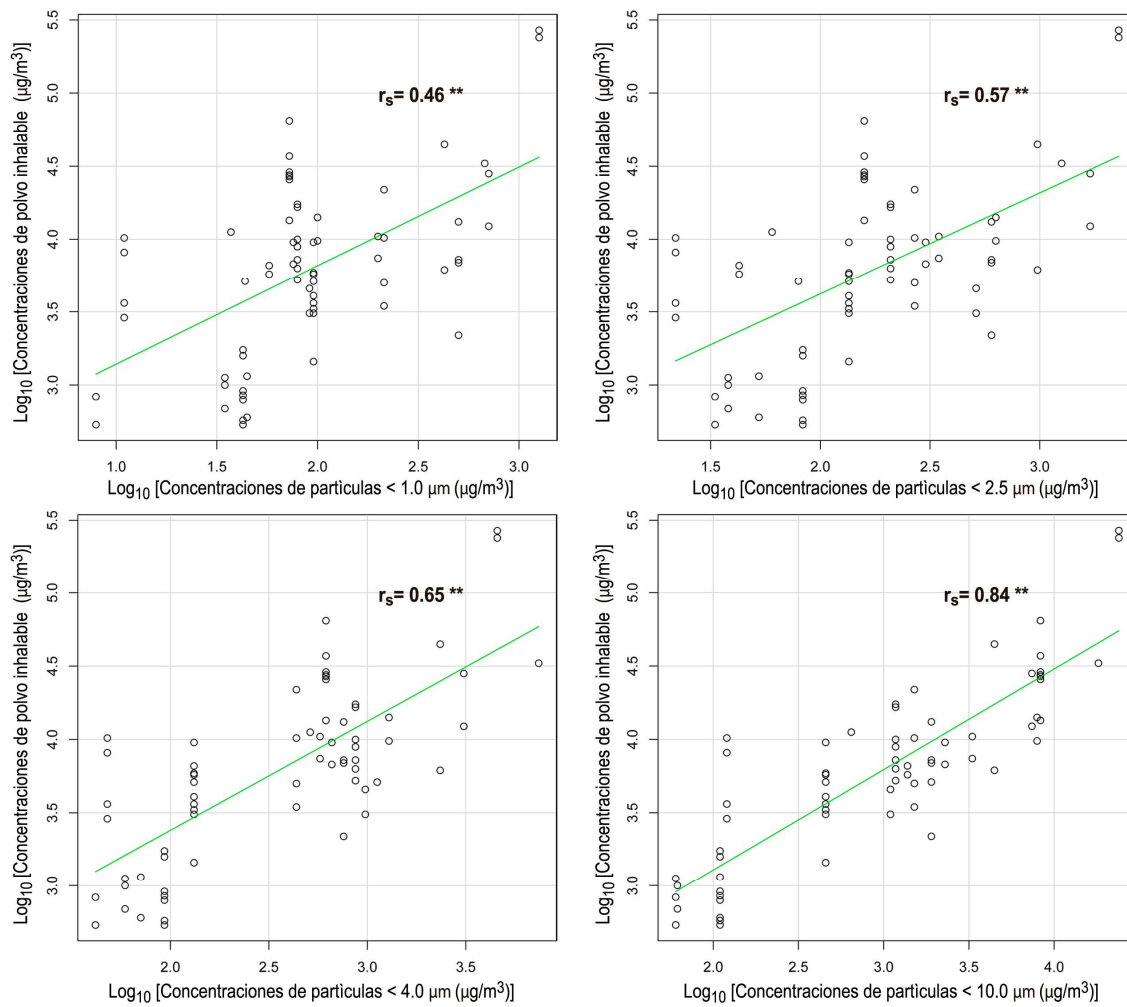 Log10 [Concentraciones de polvo inhalable (µg/m3)]
5.5
5.0
4.5
4.0
3.5
3.0
rs= 0.46 **
1.0 1.5 2.0 2.5 3.0
Log10 [Concentraciones de partìculas < 1.0 µm (µg/m3)]
Log10 [Concentraciones de polvo inhalable (µg/m3)]
5.5
5.0
4.5
4.0
3.5
3.0
rs= 0.57 **
1.5 2.0 2.5 3.0
Log10 [Concentraciones de partìculas < 2.5 µm (µg/m3)]
Log10[Concentraciones de polvo inhalable (µg/m3)]
5.5
5.0
4.5
4.0
3.5
3.0
rs= 0.65 **
2.0 2.5 3.0 3.5
Log10 [Concentraciones de partìculas < 4.0 µm (µg/m3)]
Log10[Concentraciones de polvo inhalable (µg/m3)]
5.5
5.0
4.5
4.0
3.5
3.0
rs= 0.84 **
2.0 2.5 3.0 3.5 4.0
Log10 [Concentraciones de partìculas < 10.0 µm (µg/m3)]